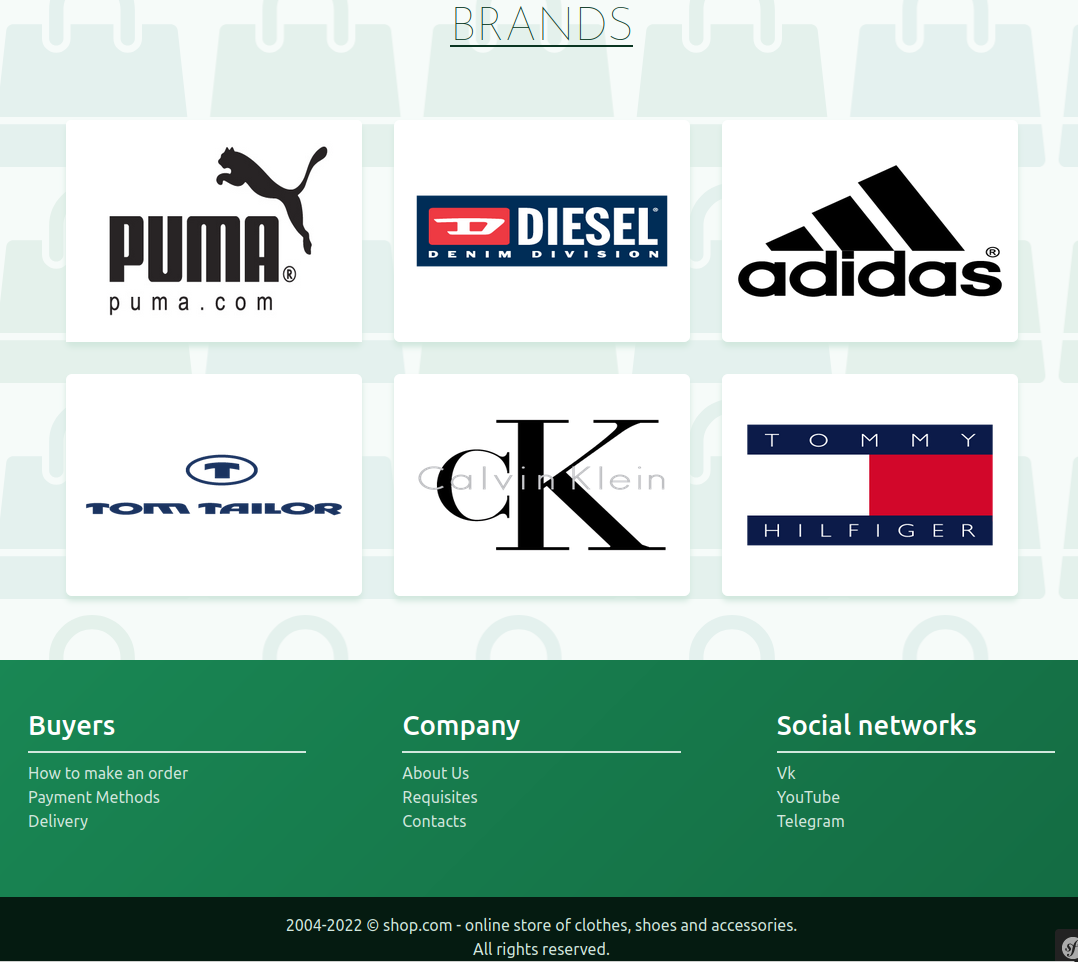 BRANDS
PUMA®
puma.com
D DIESEL®
DENIM DIVISION
adidas®
T
TOM TAILOR
cK
Calvin Klein
TOMMY
HILFIGER
Buyers
How to make an order
Payment Methods
Delivery
Company
About Us
Requisites
Contacts
Social networks
Vk
YouTube
Telegram
2004-2022 © shop.com - online store of clothes, shoes and accessories.
All rights reserved.
sf